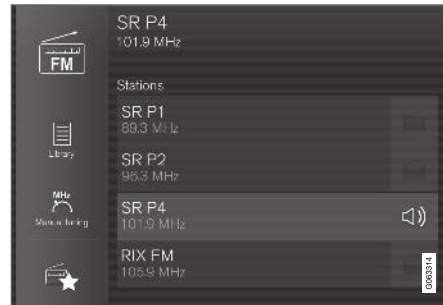 SR P4
101.9 MHz
FM
Stations
SR P1
89.3 MHz
Library
SR P2
96.3 MHz
MHz
Manual tuning
SR P4
101.9 MHz
RIX FM
105.9 MHz
G063314